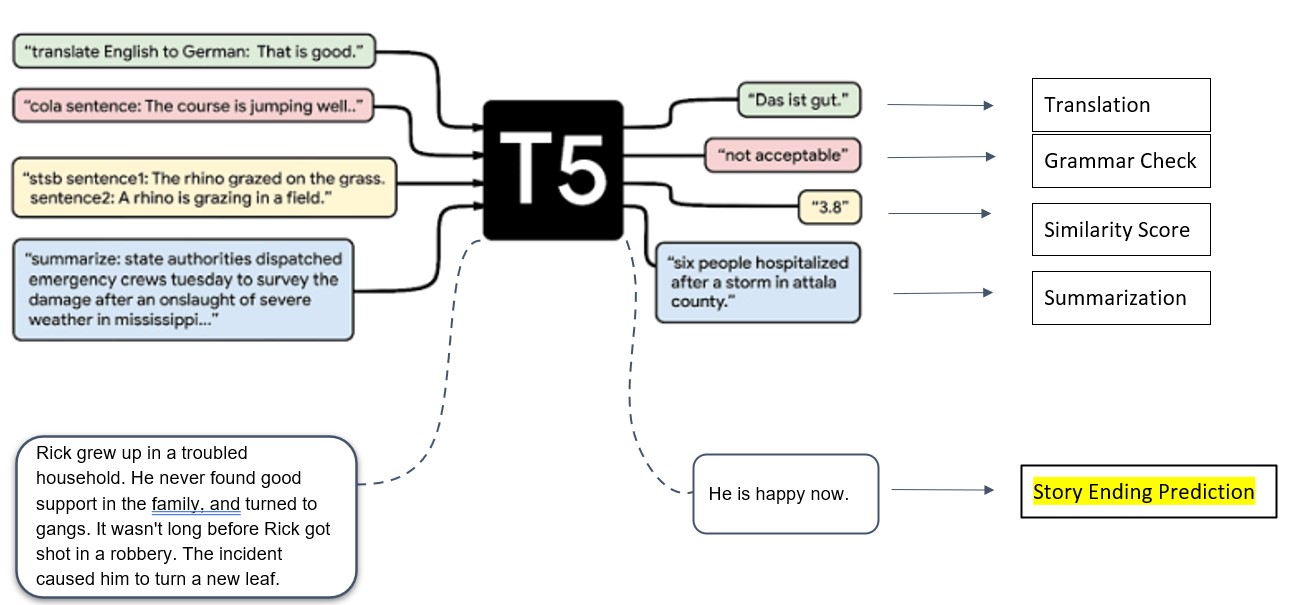 “translate English to German: That is good.”
“cola sentence: The course is jumping well..”
“stsb sentence1: The rhino grazed on the grass.
sentence2: A rhino is grazing in a field.”
“summarize: state authorities dispatched
emergency crews tuesday to survey the
damage after an onslaught of severe
weather in mississippi...”
T5
“Das ist gut.”
“not acceptable”
“3.8”
“six people hospitalized
after a storm in attala
county.”
Translation
Grammar Check
Similarity Score
Summarization
Rick grew up in a troubled
household. He never found good
support in the family, and turned to
gangs. It wasn't long before Rick got
shot in a robbery. The incident
caused him to turn a new leaf.
He is happy now.
Story Ending Prediction